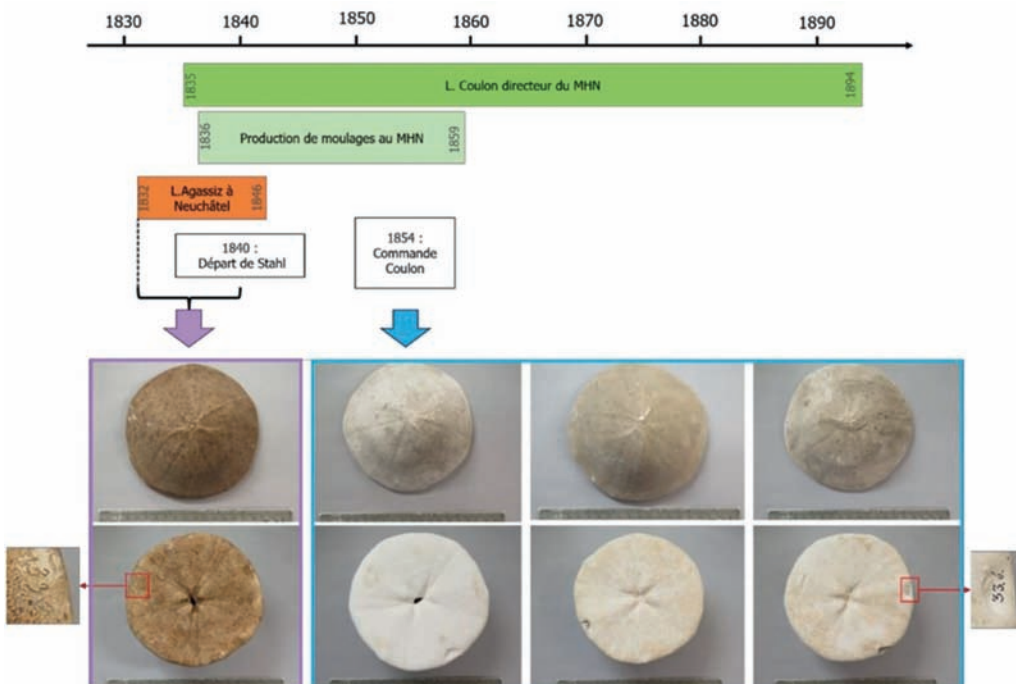 1830 1840 1850 1860 1870 1880 1890
1835
L. Coulon directeur du MHN
1894
1836
Production de moulages au MHN
1859
1832
L.Agassiz à
Neuchâtel
1846
1840 :
Départ de Stahl
1854 :
Commande
Coulon